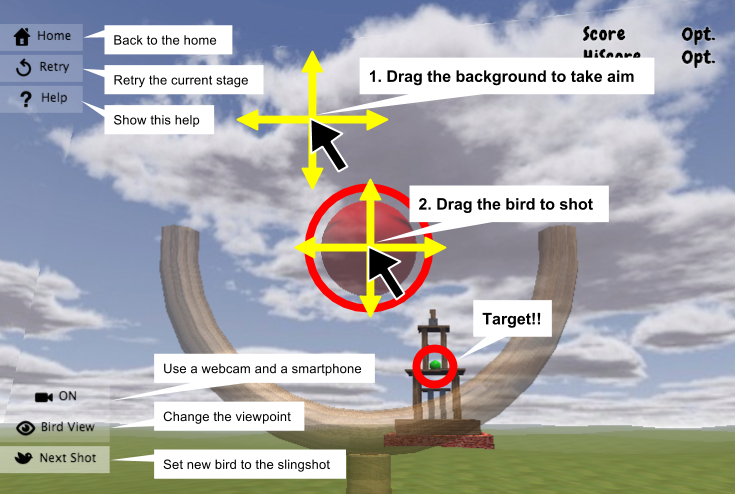 Home
Back to the home
Retry
Retry the current stage
Help
Show this help
Score Opt.
HiScore Opt.
1. Drag the background to take aim
2. Drag the bird to shot
Target!!
Use a webcam and a smartphone
ON
Change the viewpoint
Bird View
Next Shot
Set new bird to the slingshot